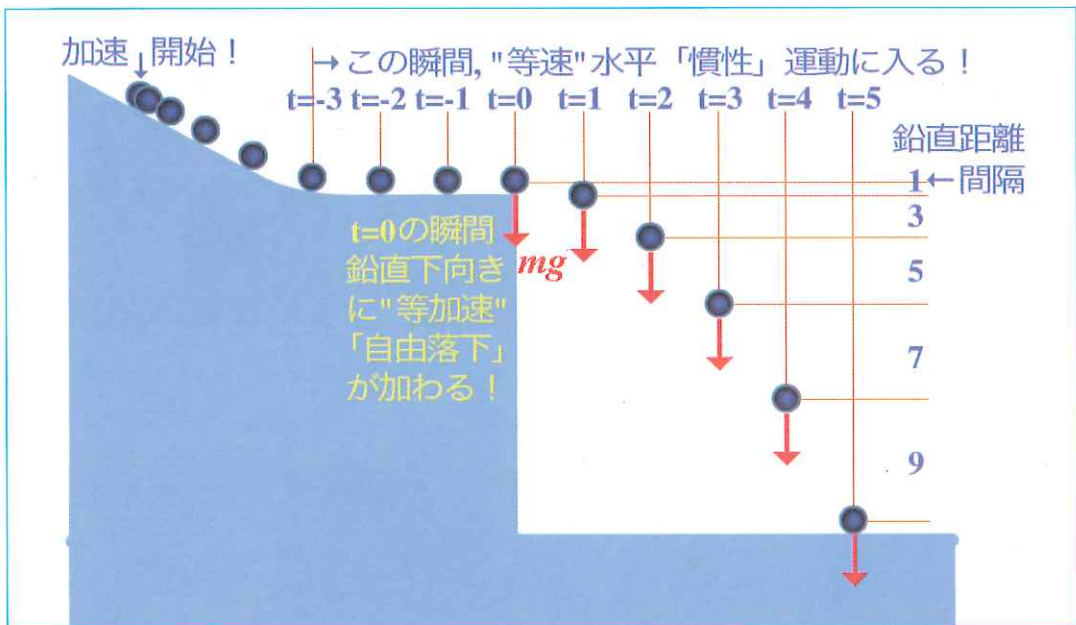 加速↓開始!
→この瞬間, "等速"水平「慣性」運動に入る!
t=-3 t=-2 t=-1 t=0 t=1 t=2 t=3 t=4 t=5
鉛直距離
1←間隔
3
5
7
9
t=0の瞬間
鉛直下向き
に"等加速"
「自由落下」
が加わる!
mg